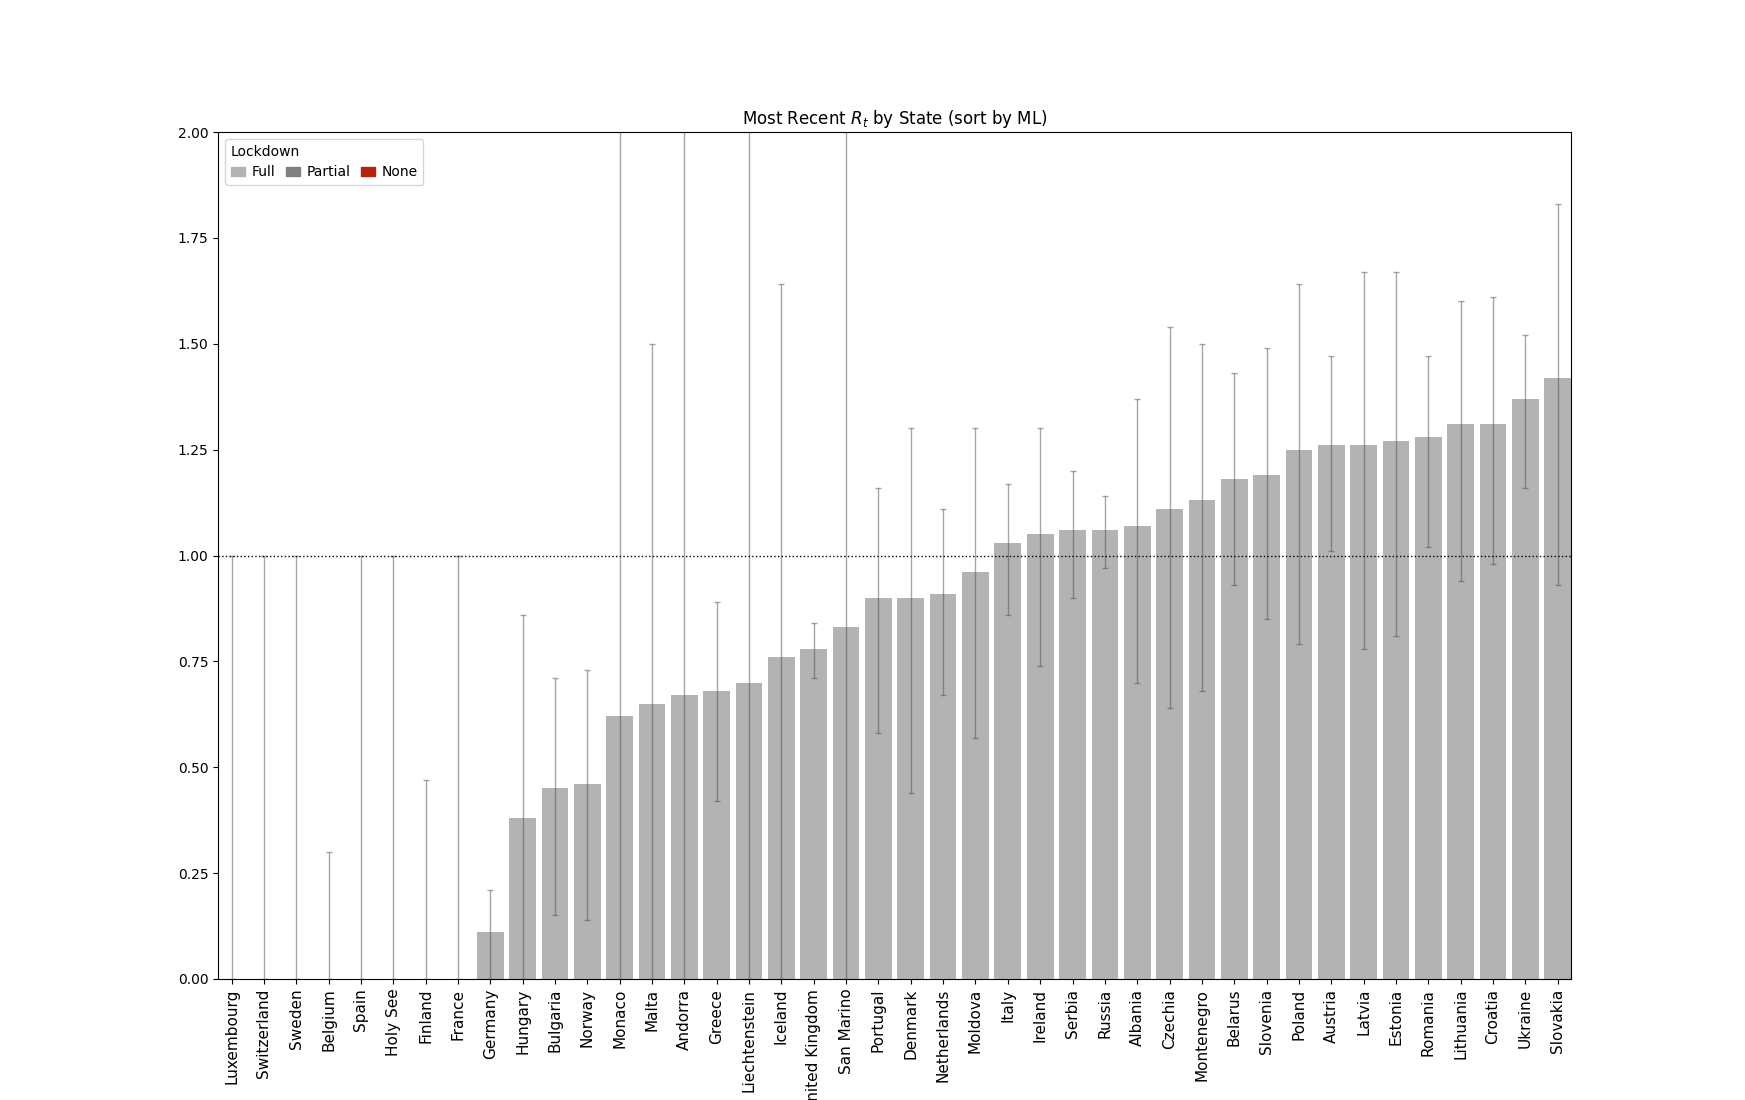 Most Recent Rt by State (sort by ML)
2.00
Lockdown
Full Partial None
1.75
1.50
1.25
1.00
0.75
0.50
0.25
0.00
Luxembourg
Switzerland
Sweden
Belgium
Spain
Holy See
Finland
France
Germany
Hungary
Bulgaria
Norway
Monaco
Malta
Andorra
Greece
Liechtenstein
Iceland
nited Kingdom
San Marino
Portugal
Denmark
Netherlands
Moldova
Italy
Ireland
Serbia
Russia
Albania
Czechia
Montenegro
Belarus
Slovenia
Poland
Austria
Latvia
Estonia
Romania
Lithuania
Croatia
Ukraine
Slovakia